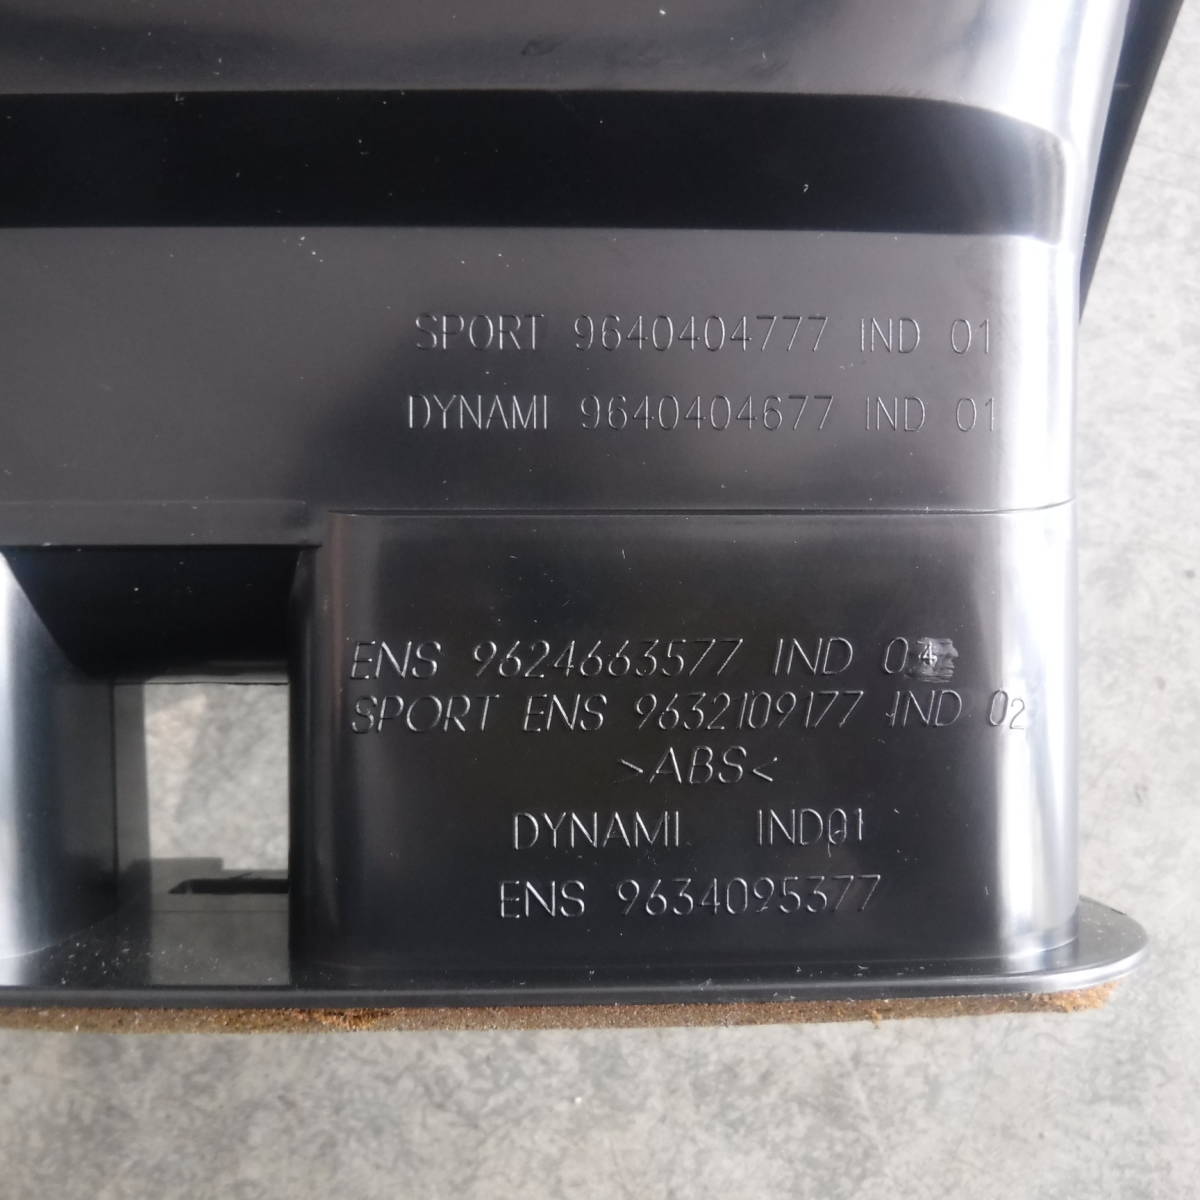 SPORT 9640404777 IND 01
DYNAMI 9640404677 IND 01
ENS 9624663577 IND
SPORT ENS 9632109177 IND 02
>ABS<
DYNAMI IND01
ENS 9634095377